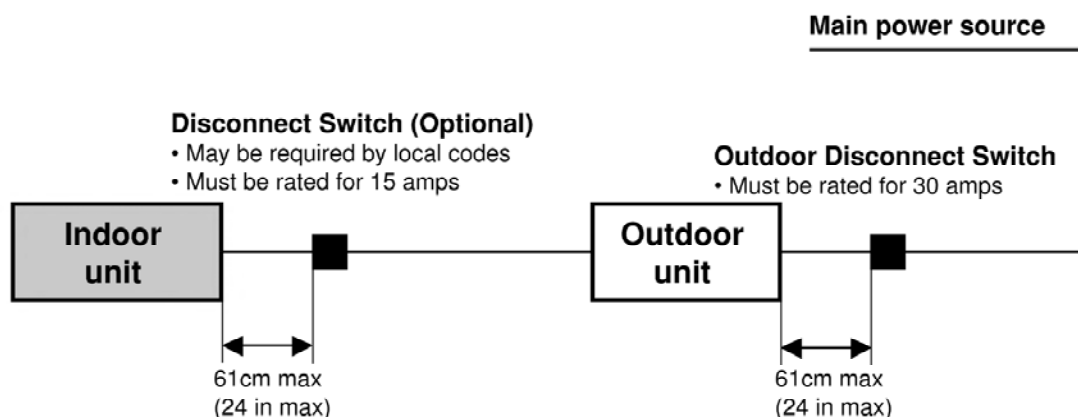 Main power source
Disconnect Switch (Optional)
• May be required by local codes
• Must be rated for 15 amps
Outdoor Disconnect Switch
• Must be rated for 30 amps
Indoor
unit
Outdoor
unit
61cm max
(24 in max)
61cm max
(24 in max)